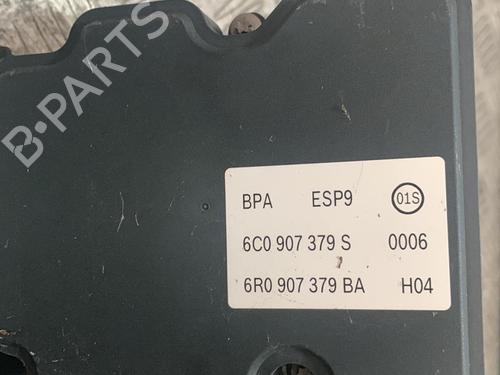 B-PARTS
BPA ESP9 01S
6C0 907 379 S 0006
6R0 907 379 BA H04